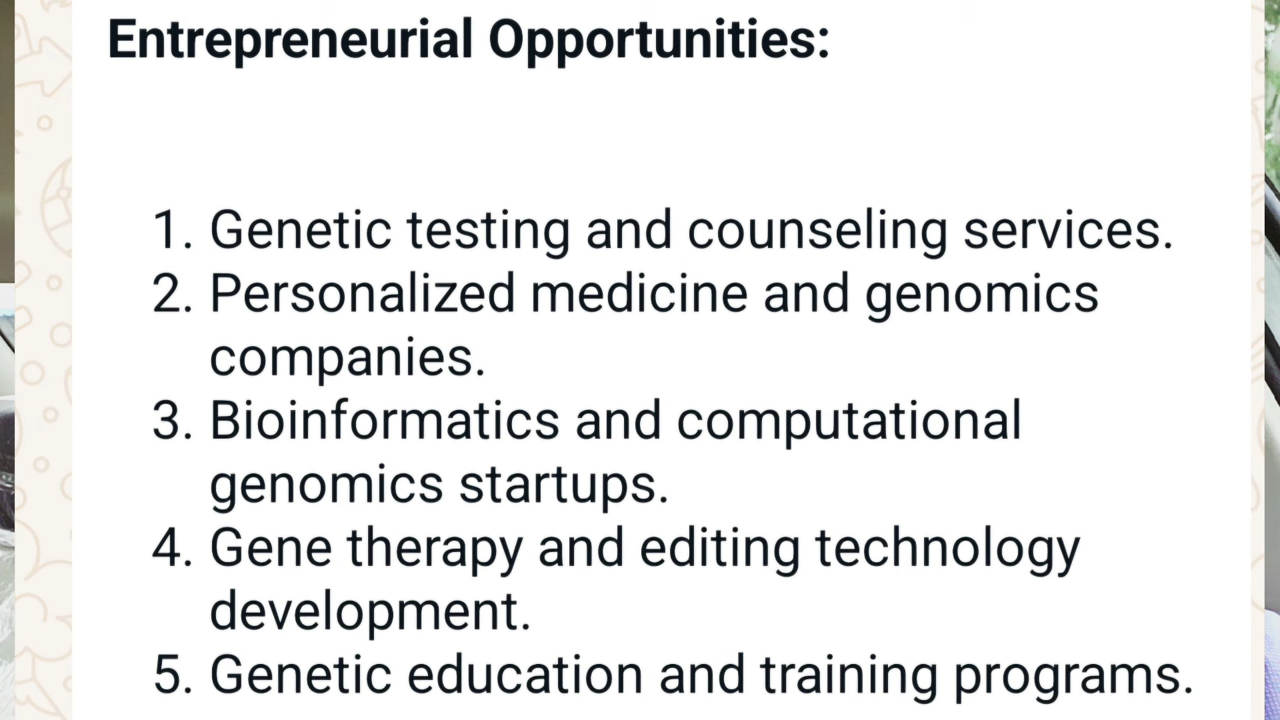 Entrepreneurial Opportunities:
1. Genetic testing and counseling services.
2. Personalized medicine and genomics
companies.
3. Bioinformatics and computational
genomics startups.
4. Gene therapy and editing technology
development.
5. Genetic education and training programs.